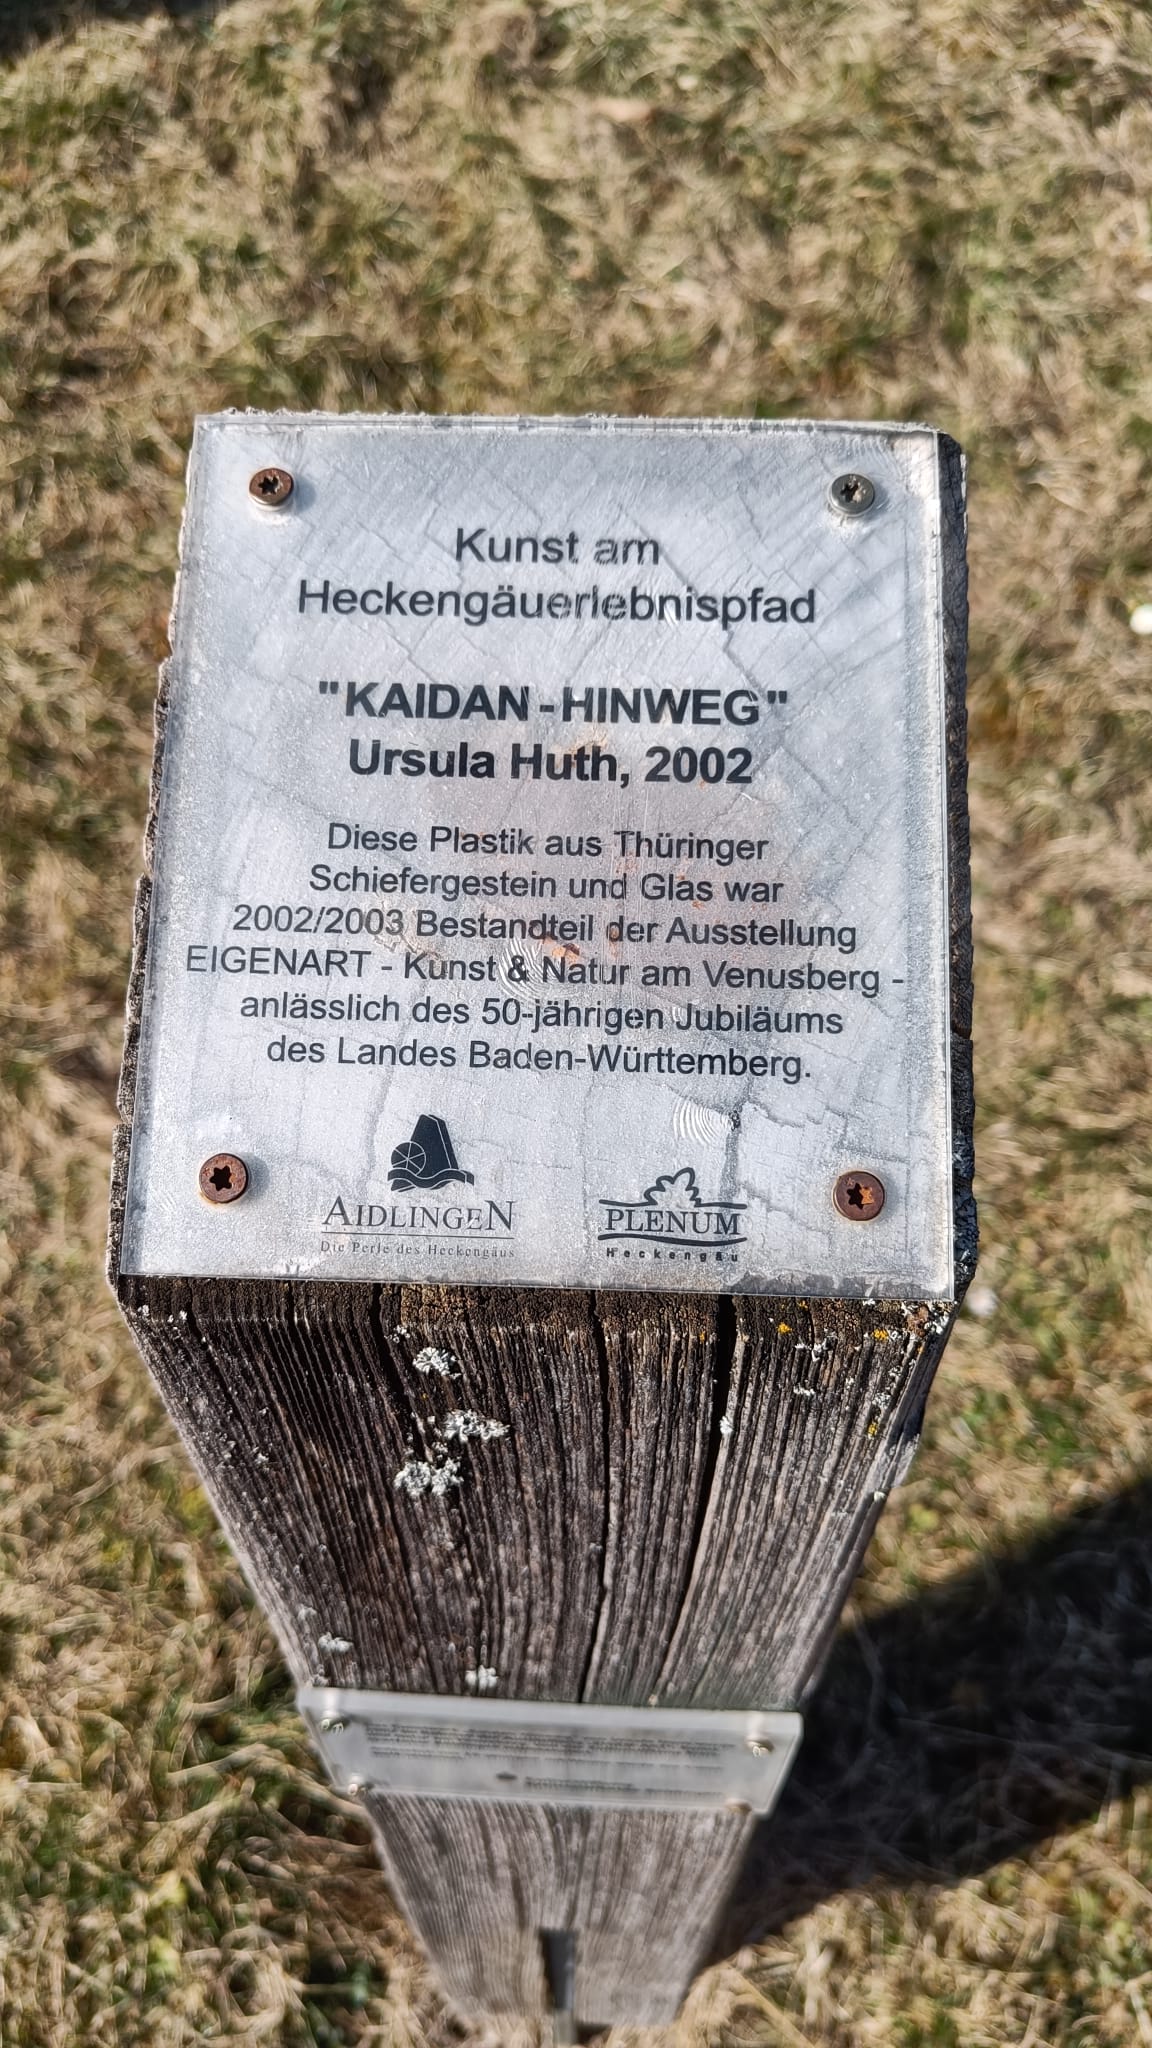 Kunst am
Heckengäuerlebnispfad
"KAIDAN - HINWEG"
Ursula Huth, 2002
Diese Plastik aus Thüringer
Schiefergestein und Glas war
2002/2003 Bestandteil der Ausstellung
EIGENART - Kunst & Natur am Venusberg -
anlässlich des 50-jährigen Jubiläums
des Landes Baden-Württemberg.
AIDLINGEN
Die Perle des Heckengäus
PLENUM
Heckengäu